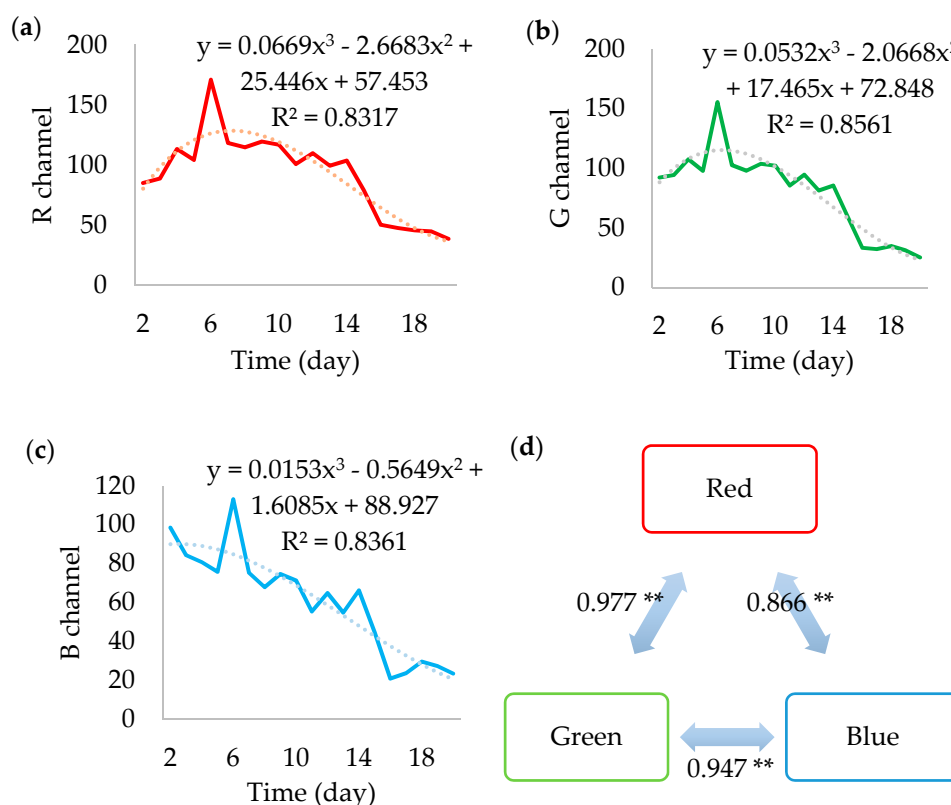 (a)
y = 0.0669x³ - 2.6683x² +
25.446x + 57.453
R² = 0.8317
200
150
100
50
0
R channel
2 6 10 14 18
Time (day)
(b)
y = 0.0532x³ - 2.0668x²
+ 17.465x + 72.848
R² = 0.8561
200
150
100
50
0
G channel
2 6 10 14 18
Time (day)
(c)
y = 0.0153x³ - 0.5649x² +
1.6085x + 88.927
R² = 0.8361
120
100
80
60
40
20
0
B channel
2 6 10 14 18
Time (day)
(d)
Red
0.977 ** 0.866 **
Green Blue
0.947 **